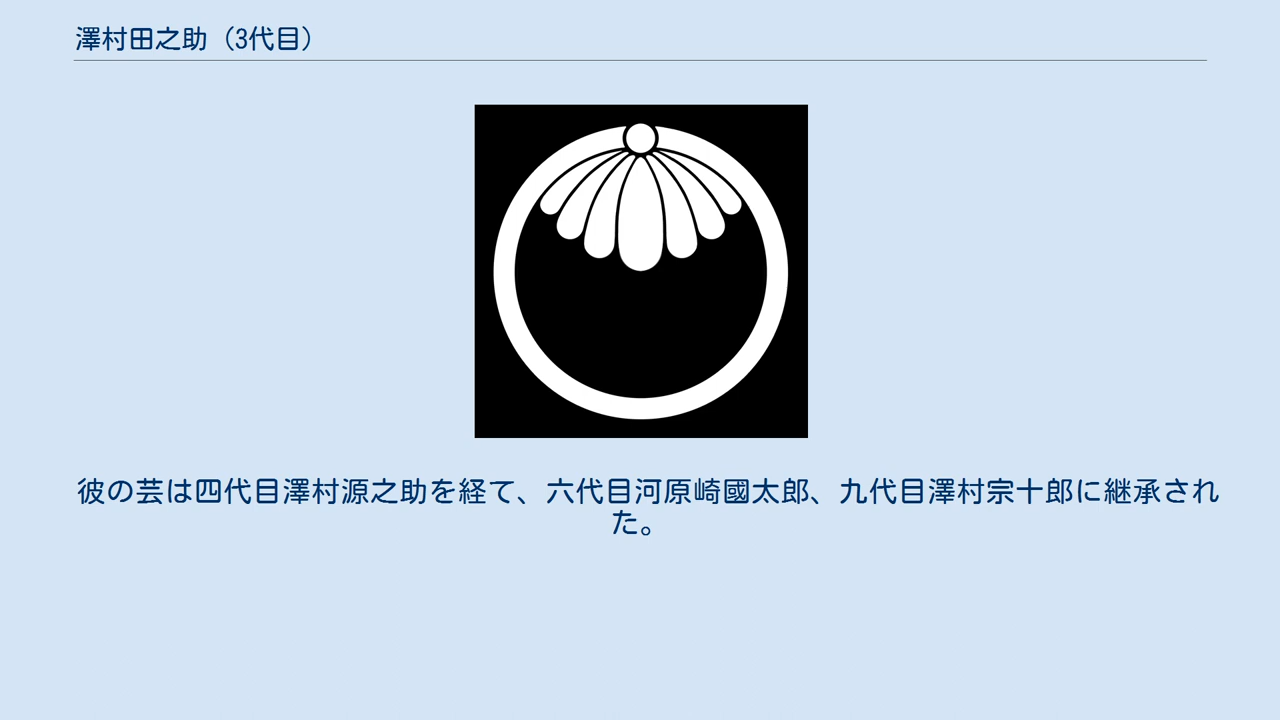 澤村田之助（3代目）
彼の芸は四代目澤村源之助を経て、六代目河原崎國太郎、九代目澤村宗十郎に継承され
た。